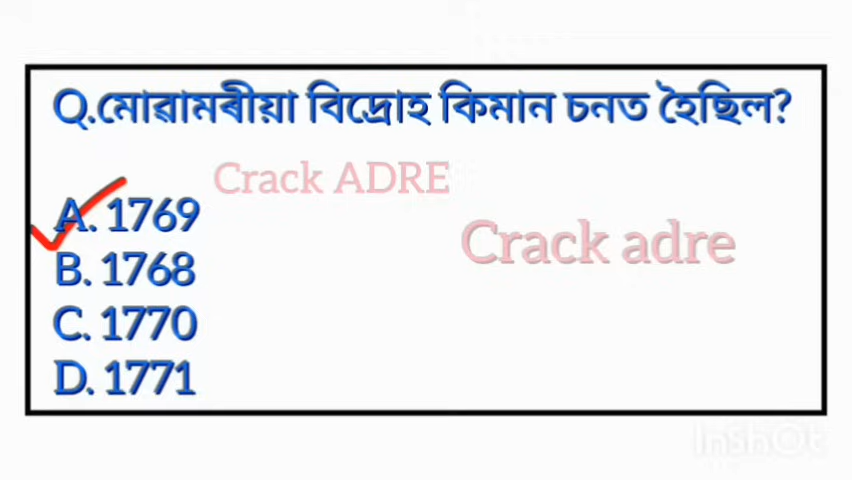 Q.মোৱামৰীয়া বিদ্ৰোহ কিমান চনত হৈছিল?
Crack ADRE
A. 1769
Crack adre
B. 1768
C. 1770
D. 1771
InShOt